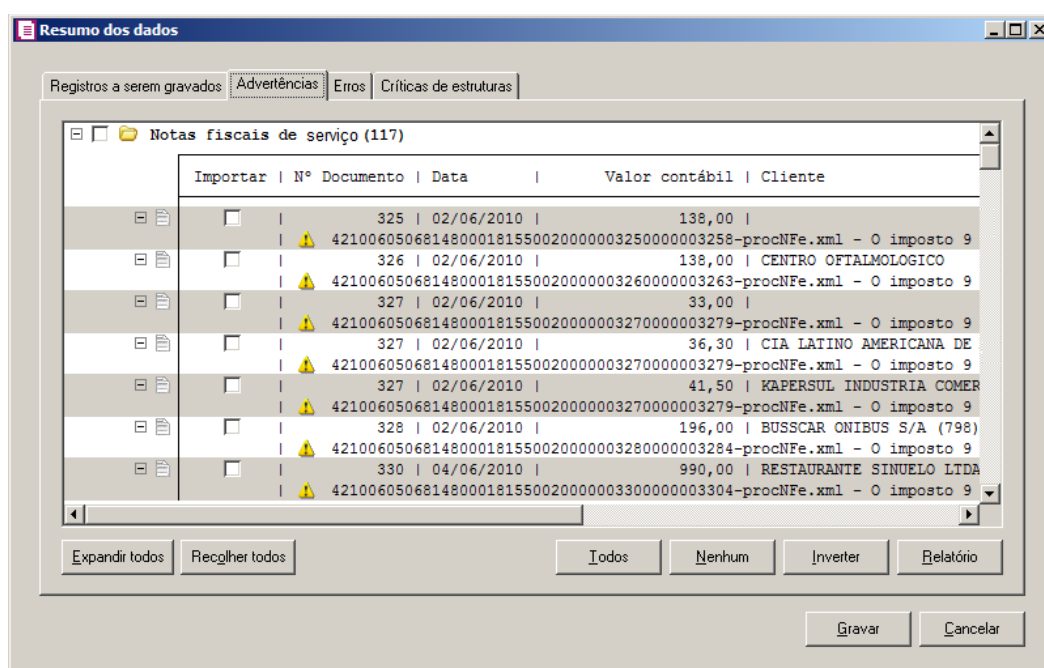 Resumo dos dados
Registros a serem gravados Advertências Erros Críticas de estruturas
Notas fiscais de serviço (117)
Importar | Nº Documento | Data | Valor contábil | Cliente
| 325 | 02/06/2010 | 138,00 |
| 42100605068148000181550020000003250000003258-procNFe.xml - O imposto 9
| 326 | 02/06/2010 | 138,00 | CENTRO OFTALMOLOGICO
| 42100605068148000181550020000003260000003263-procNFe.xml - O imposto 9
| 327 | 02/06/2010 | 33,00 |
| 42100605068148000181550020000003270000003279-procNFe.xml - O imposto 9
| 327 | 02/06/2010 | 36,30 | CIA LATINO AMERICANA DE
| 42100605068148000181550020000003270000003279-procNFe.xml - O imposto 9
| 327 | 02/06/2010 | 41,50 | KAPERSUL INDUSTRIA COMER
| 42100605068148000181550020000003270000003279-procNFe.xml - O imposto 9
| 328 | 02/06/2010 | 196,00 | BUSSCAR ONIBUS S/A (798)
| 42100605068148000181550020000003280000003284-procNFe.xml - O imposto 9
| 330 | 04/06/2010 | 990,00 | RESTAURANTE SINUELO LTDA
| 42100605068148000181550020000003300000003304-procNFe.xml - O imposto 9
Expandir todos Recolher todos Todos Nenhum Inverter Relatório
Gravar Cancelar